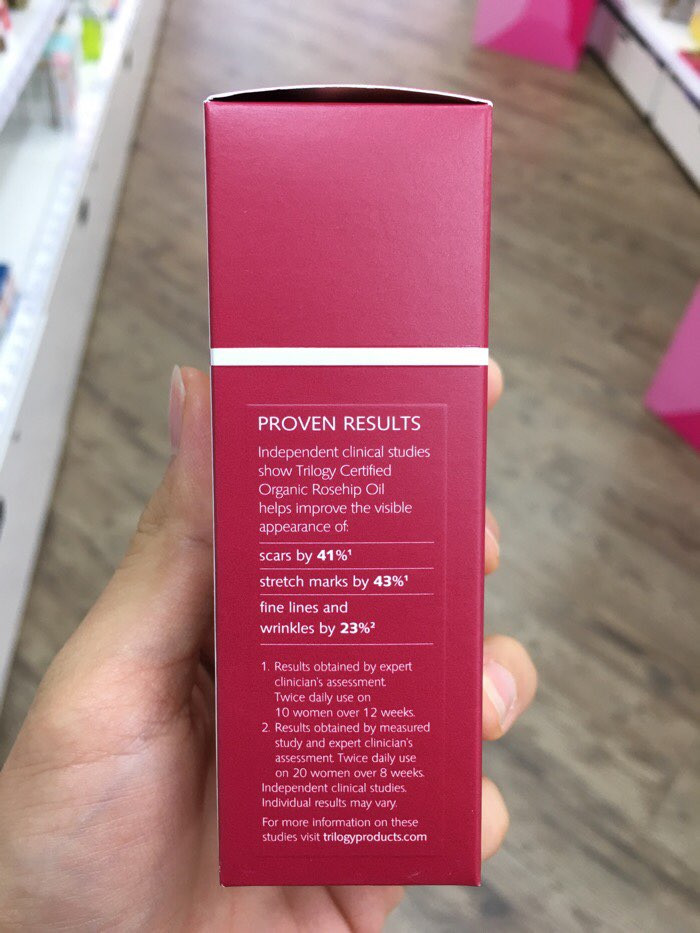 PROVEN RESULTS
Independent clinical studies
show Trilogy Certified
Organic Rosehip Oil
helps improve the visible
appearance of:
scars by 41%¹
stretch marks by 43%¹
fine lines and
wrinkles by 23%²
1. Results obtained by expert
clinician's assessment.
Twice daily use on
10 women over 12 weeks.
2. Results obtained by measured
study and expert clinician's
assessment. Twice daily use
on 20 women over 8 weeks.
Independent clinical studies.
Individual results may vary.
For more information on these
studies visit trilogyproducts.com